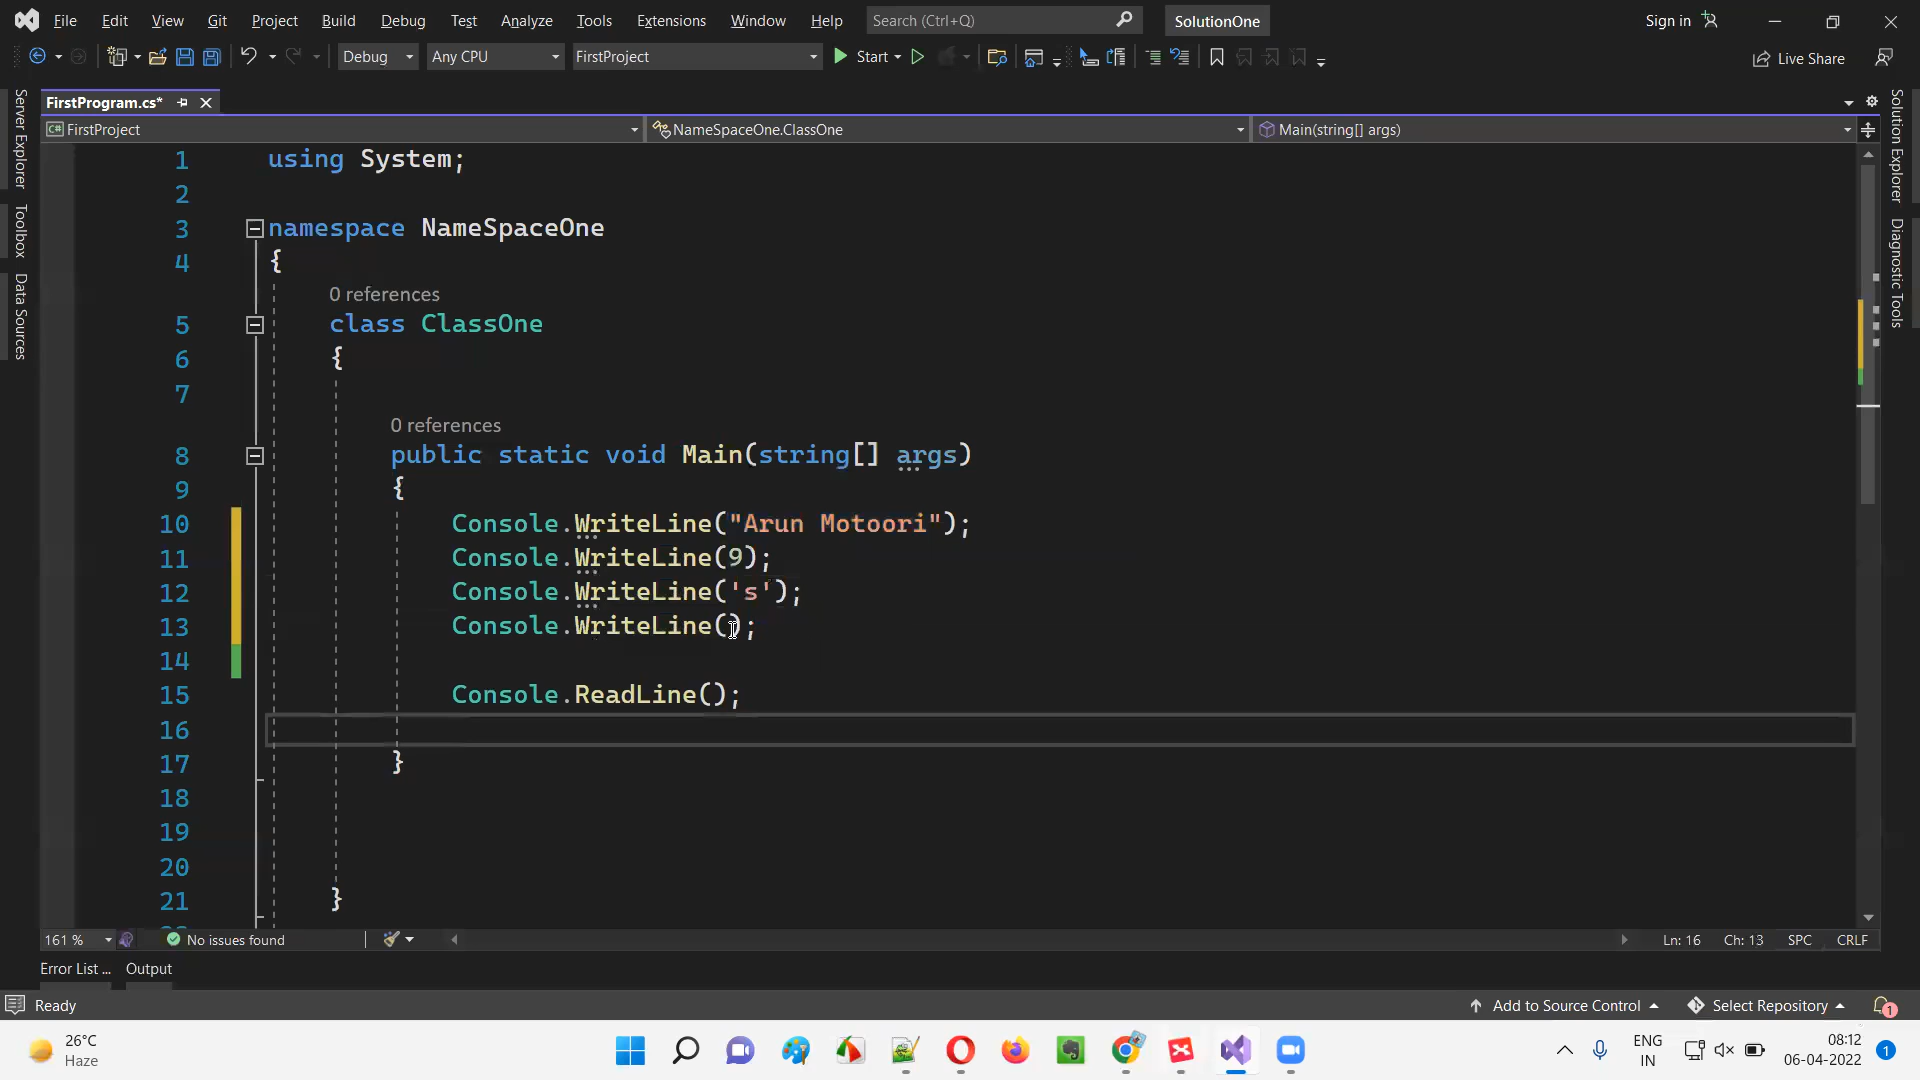 File Edit View Git Project Build Debug Test Analyze Tools Extensions Window Help Search (Ctrl+Q) SolutionOne Sign in
Debug Any CPU FirstProject Start Live Share
FirstProgram.cs*
FirstProject NameSpaceOne.ClassOne Main(string[] args)
Server Explorer
Toolbox
Data Sources
Solution Explorer
Diagnostic Tools
1 using System;
2
3 namespace NameSpaceOne
4 {
0 references
5 class ClassOne
6 {
7
0 references
8 public static void Main(string[] args)
9 {
10 Console.WriteLine("Arun Motoori");
11 Console.WriteLine(9);
12 Console.WriteLine('s');
13 Console.WriteLine();
14
15 Console.ReadLine();
16
17 }
18
19
20
21 }
161 % No issues found Ln: 16 Ch: 13 SPC CRLF
Error List ... Output
Ready Add to Source Control Select Repository 1
26°C
Haze
ENG
IN
08:12
06-04-2022
1